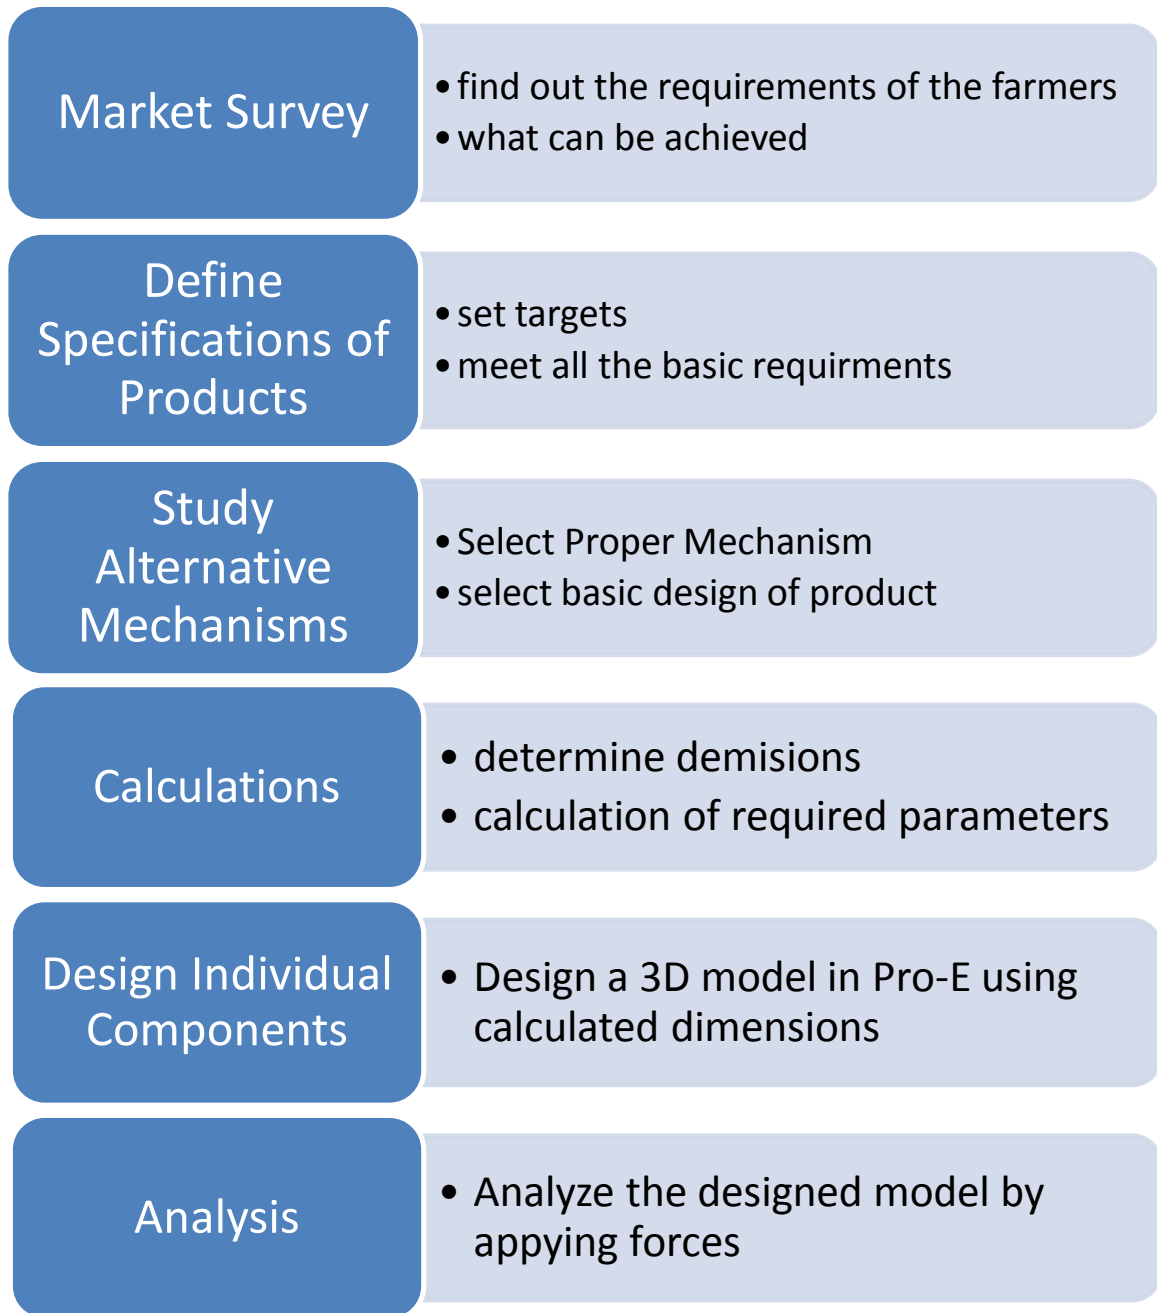 Market Survey
• find out the requirements of the farmers
• what can be achieved
Define
Specifications of
Products
• set targets
• meet all the basic requirments
Study
Alternative
Mechanisms
• Select Proper Mechanism
• select basic design of product
Calculations
• determine demisions
• calculation of required parameters
Design Individual
Components
• Design a 3D model in Pro-E using
calculated dimensions
Analysis
• Analyze the designed model by
appying forces